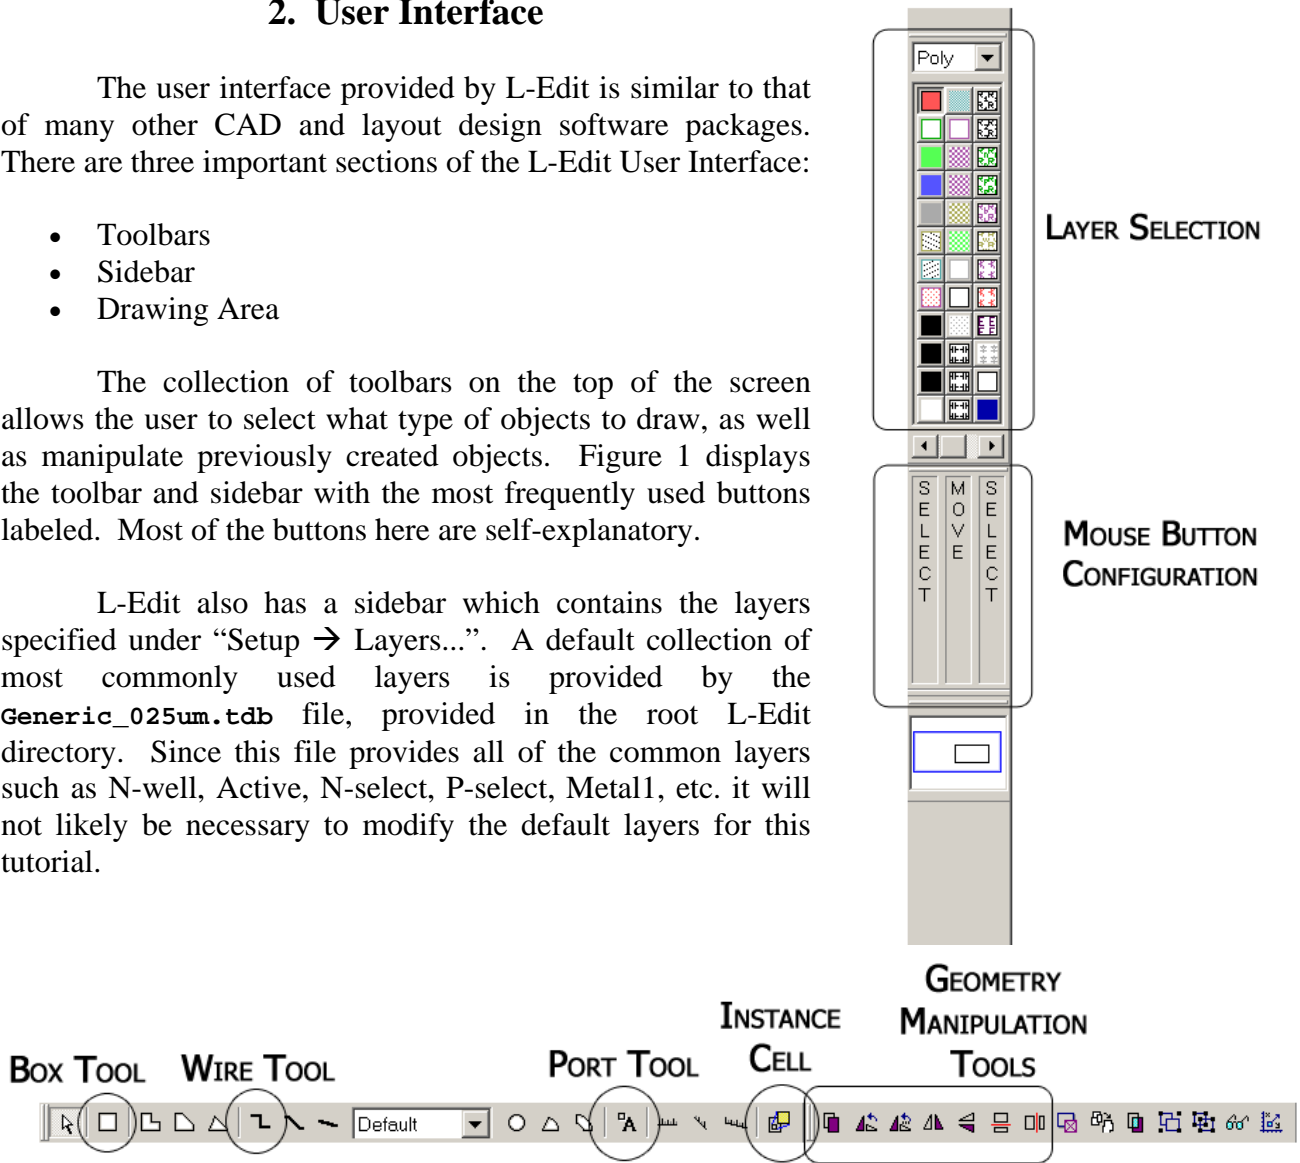 2. User Interface
The user interface provided by L-Edit is similar to that
of many other CAD and layout design software packages.
There are three important sections of the L-Edit User Interface:
• Toolbars
• Sidebar
• Drawing Area
The collection of toolbars on the top of the screen
allows the user to select what type of objects to draw, as well
as manipulate previously created objects. Figure 1 displays
the toolbar and sidebar with the most frequently used buttons
labeled. Most of the buttons here are self-explanatory.
L-Edit also has a sidebar which contains the layers
specified under “Setup → Layers...”. A default collection of
most commonly used layers is provided by the
Generic_025um.tdb file, provided in the root L-Edit
directory. Since this file provides all of the common layers
such as N-well, Active, N-select, P-select, Metal1, etc. it will
not likely be necessary to modify the default layers for this
tutorial.
Poly
LAYER SELECTION
SELECT
MOVE
SELECT
MOUSE BUTTON
CONFIGURATION
BOX TOOL
WIRE TOOL
PORT TOOL
INSTANCE
CELL
GEOMETRY
MANIPULATION
TOOLS
Default
A